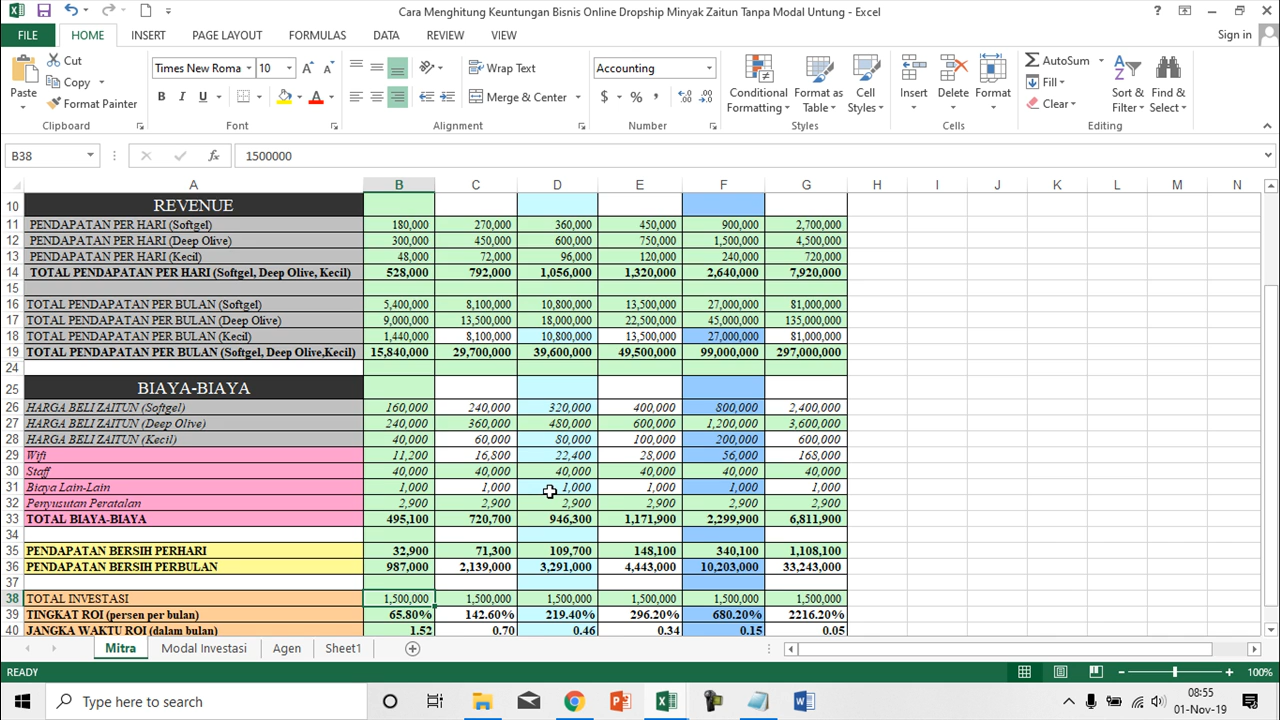 Cara Menghitung Keuntungan Bisnis Online Dropship Minyak Zaitun Tanpa Modal Untung - Excel
FILE HOME INSERT PAGE LAYOUT FORMULAS DATA REVIEW VIEW Sign in
Paste Cut Copy Format Painter
Times New Roma 10 B I U
Wrap Text Merge & Center
Accounting $ % ,
Conditional Formatting Format as Table Cell Styles
Insert Delete Format
AutoSum Fill Clear Sort & Filter Find & Select
Clipboard Font Alignment Number Styles Cells Editing
B38 fx 1500000
A B C D E F G H I J K L M N
10 REVENUE
11 PENDAPATAN PER HARI (Softgel) 180,000 270,000 360,000 450,000 900,000 2,700,000
12 PENDAPATAN PER HARI (Deep Olive) 300,000 450,000 600,000 750,000 1,500,000 4,500,000
13 PENDAPATAN PER HARI (Kecil) 48,000 72,000 96,000 120,000 240,000 720,000
14 TOTAL PENDAPATAN PER HARI (Softgel, Deep Olive, Kecil) 528,000 792,000 1,056,000 1,320,000 2,640,000 7,920,000
15
16 TOTAL PENDAPATAN PER BULAN (Softgel) 5,400,000 8,100,000 10,800,000 13,500,000 27,000,000 81,000,000
17 TOTAL PENDAPATAN PER BULAN (Deep Olive) 9,000,000 13,500,000 18,000,000 22,500,000 45,000,000 135,000,000
18 TOTAL PENDAPATAN PER BULAN (Kecil) 1,440,000 8,100,000 10,800,000 13,500,000 27,000,000 81,000,000
19 TOTAL PENDAPATAN PER BULAN (Softgel, Deep Olive,Kecil) 15,840,000 29,700,000 39,600,000 49,500,000 99,000,000 297,000,000
24
25 BIAYA-BIAYA
26 HARGA BELI ZAITUN (Softgel) 160,000 240,000 320,000 400,000 800,000 2,400,000
27 HARGA BELI ZAITUN (Deep Olive) 240,000 360,000 480,000 600,000 1,200,000 3,600,000
28 HARGA BELI ZAITUN (Kecil) 40,000 60,000 80,000 100,000 200,000 600,000
29 Wifi 11,200 16,800 22,400 28,000 56,000 168,000
30 Staff 40,000 40,000 40,000 40,000 40,000 40,000
31 Biaya Lain-Lain 1,000 1,000 1,000 1,000 1,000 1,000
32 Penyusutan Peratalan 2,900 2,900 2,900 2,900 2,900 2,900
33 TOTAL BIAYA-BIAYA 495,100 720,700 946,300 1,171,900 2,299,900 6,811,900
34
35 PENDAPATAN BERSIH PERHARI 32,900 71,300 109,700 148,100 340,100 1,108,100
36 PENDAPATAN BERSIH PERBULAN 987,000 2,139,000 3,291,000 4,443,000 10,203,000 33,243,000
37
38 TOTAL INVESTASI 1,500,000 1,500,000 1,500,000 1,500,000 1,500,000 1,500,000
39 TINGKAT ROI (persen per bulan) 65.80% 142.60% 219.40% 296.20% 680.20% 2216.20%
40 JANGKA WAKTU ROI (dalam bulan) 1.52 0.70 0.46 0.34 0.15 0.05
Mitra Modal Investasi Agen Sheet1
READY 100%
Type here to search 08:55
01-Nov-19